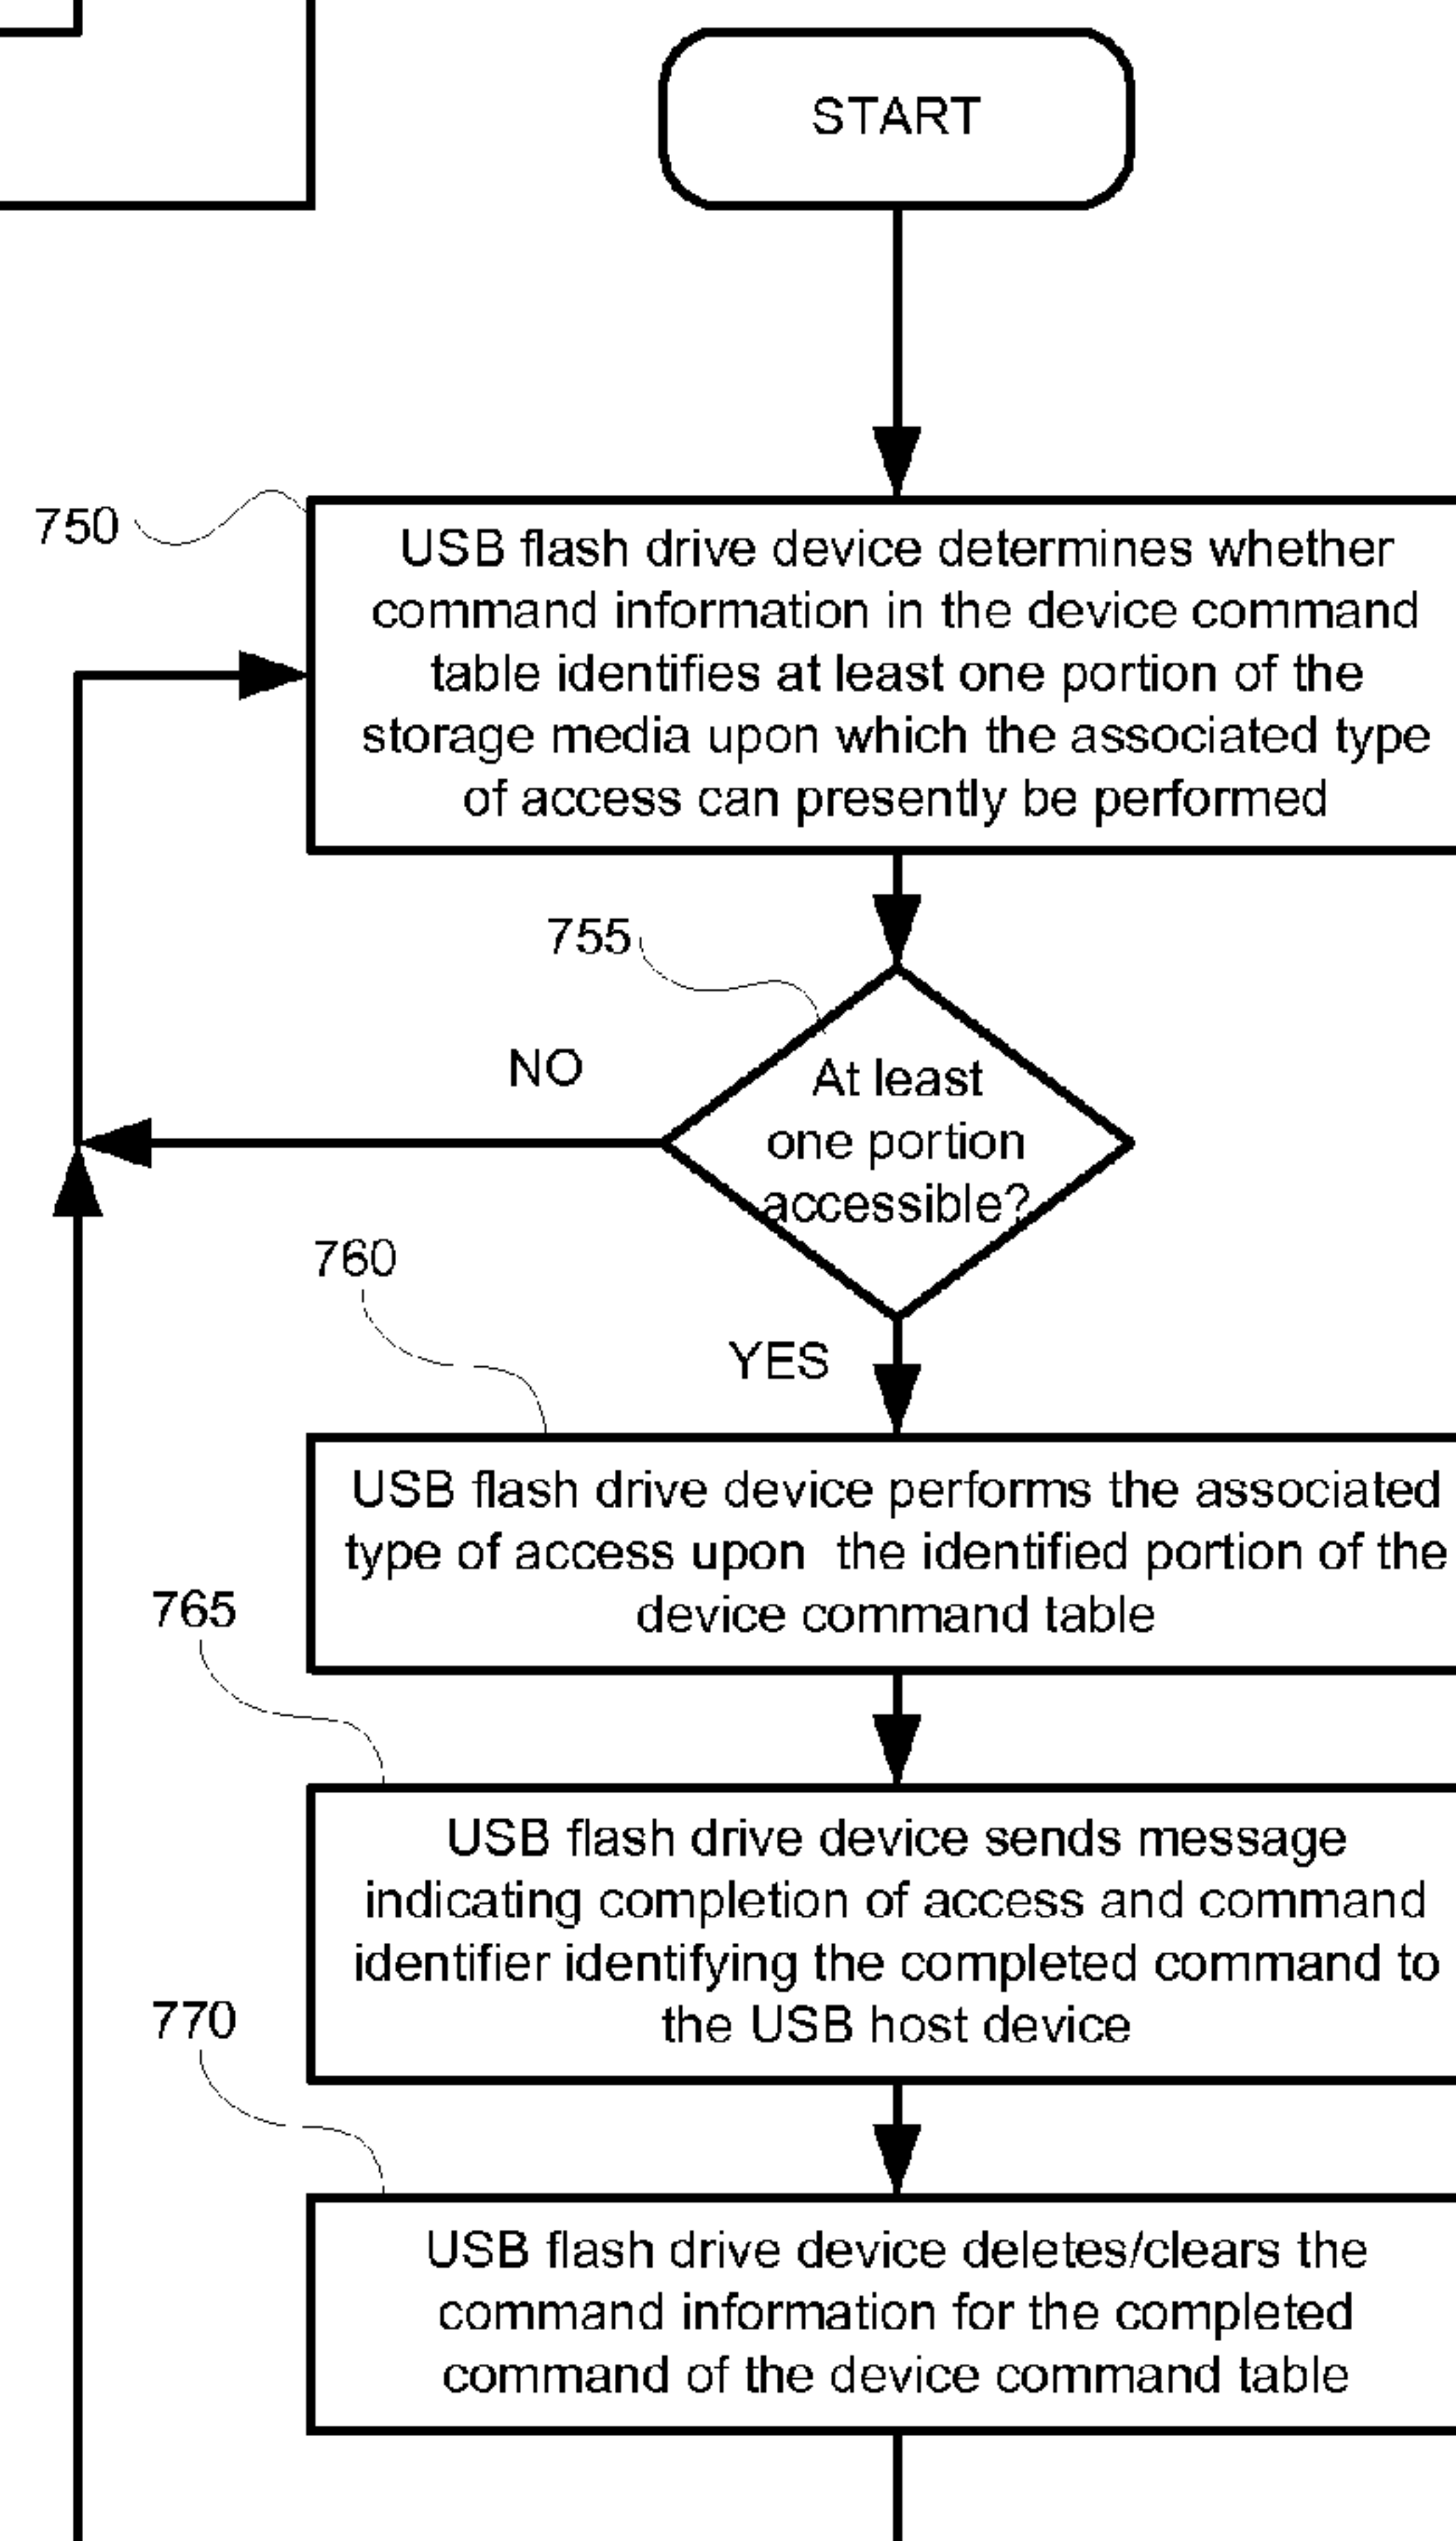 START
750
USB flash drive device determines whether
command information in the device command
table identifies at least one portion of the
storage media upon which the associated type
of access can presently be performed
755
NO
At least
one portion
accessible?
760
YES
USB flash drive device performs the associated
type of access upon  the identified portion of the
device command table
765
USB flash drive device sends message
indicating completion of access and command
identifier identifying the completed command to
the USB host device
770
USB flash drive device deletes/clears the
command information for the completed
command of the device command table